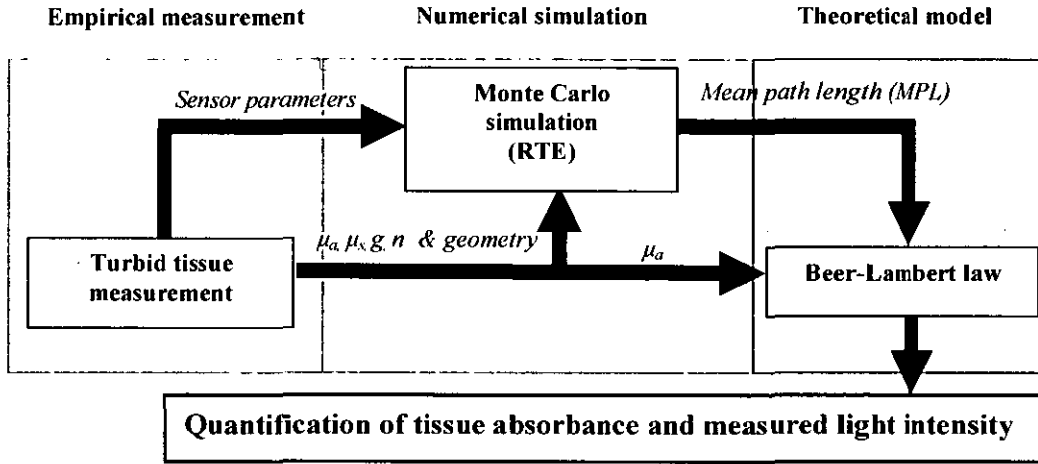 Empirical measurement
Numerical simulation
Theoretical model
Sensor parameters
Monte Carlo
simulation
(RTE)
Mean path length (MPL)
μa, μs, g, n & geometry
μa
Turbid tissue
measurement
Beer-Lambert law
Quantification of tissue absorbance and measured light intensity